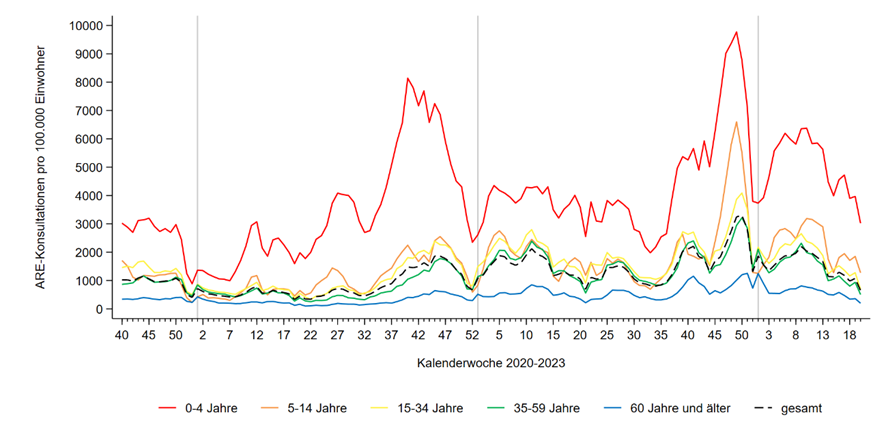 ARE-Konsultationen pro 100.000 Einwohner
10000
9000
8000
7000
6000
5000
4000
3000
2000
1000
0
40 45 50 2 7 12 17 22 27 32 37 42 47 52 5 10 15 20 25 30 35 40 45 50 3 8 13 18
Kalenderwoche 2020-2023
0-4 Jahre 5-14 Jahre 15-34 Jahre 35-59 Jahre 60 Jahre und älter gesamt